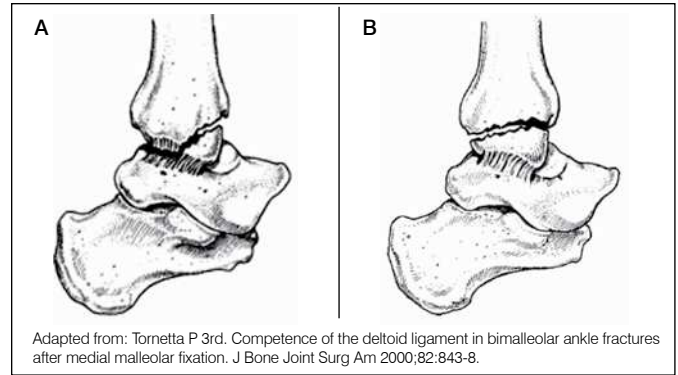 A
B
Adapted from: Tornetta P 3rd. Competence of the deltoid ligament in bimalleolar ankle fractures
after medial malleolar fixation. J Bone Joint Surg Am 2000;82:843-8.